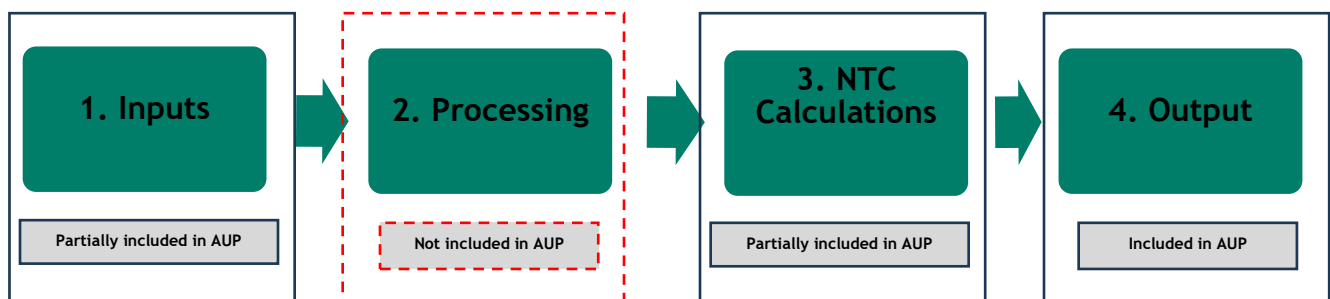 1. Inputs
2. Processing
3. NTC
Calculations
4. Output
Partially included in AUP
Not included in AUP
Partially included in AUP
Included in AUP